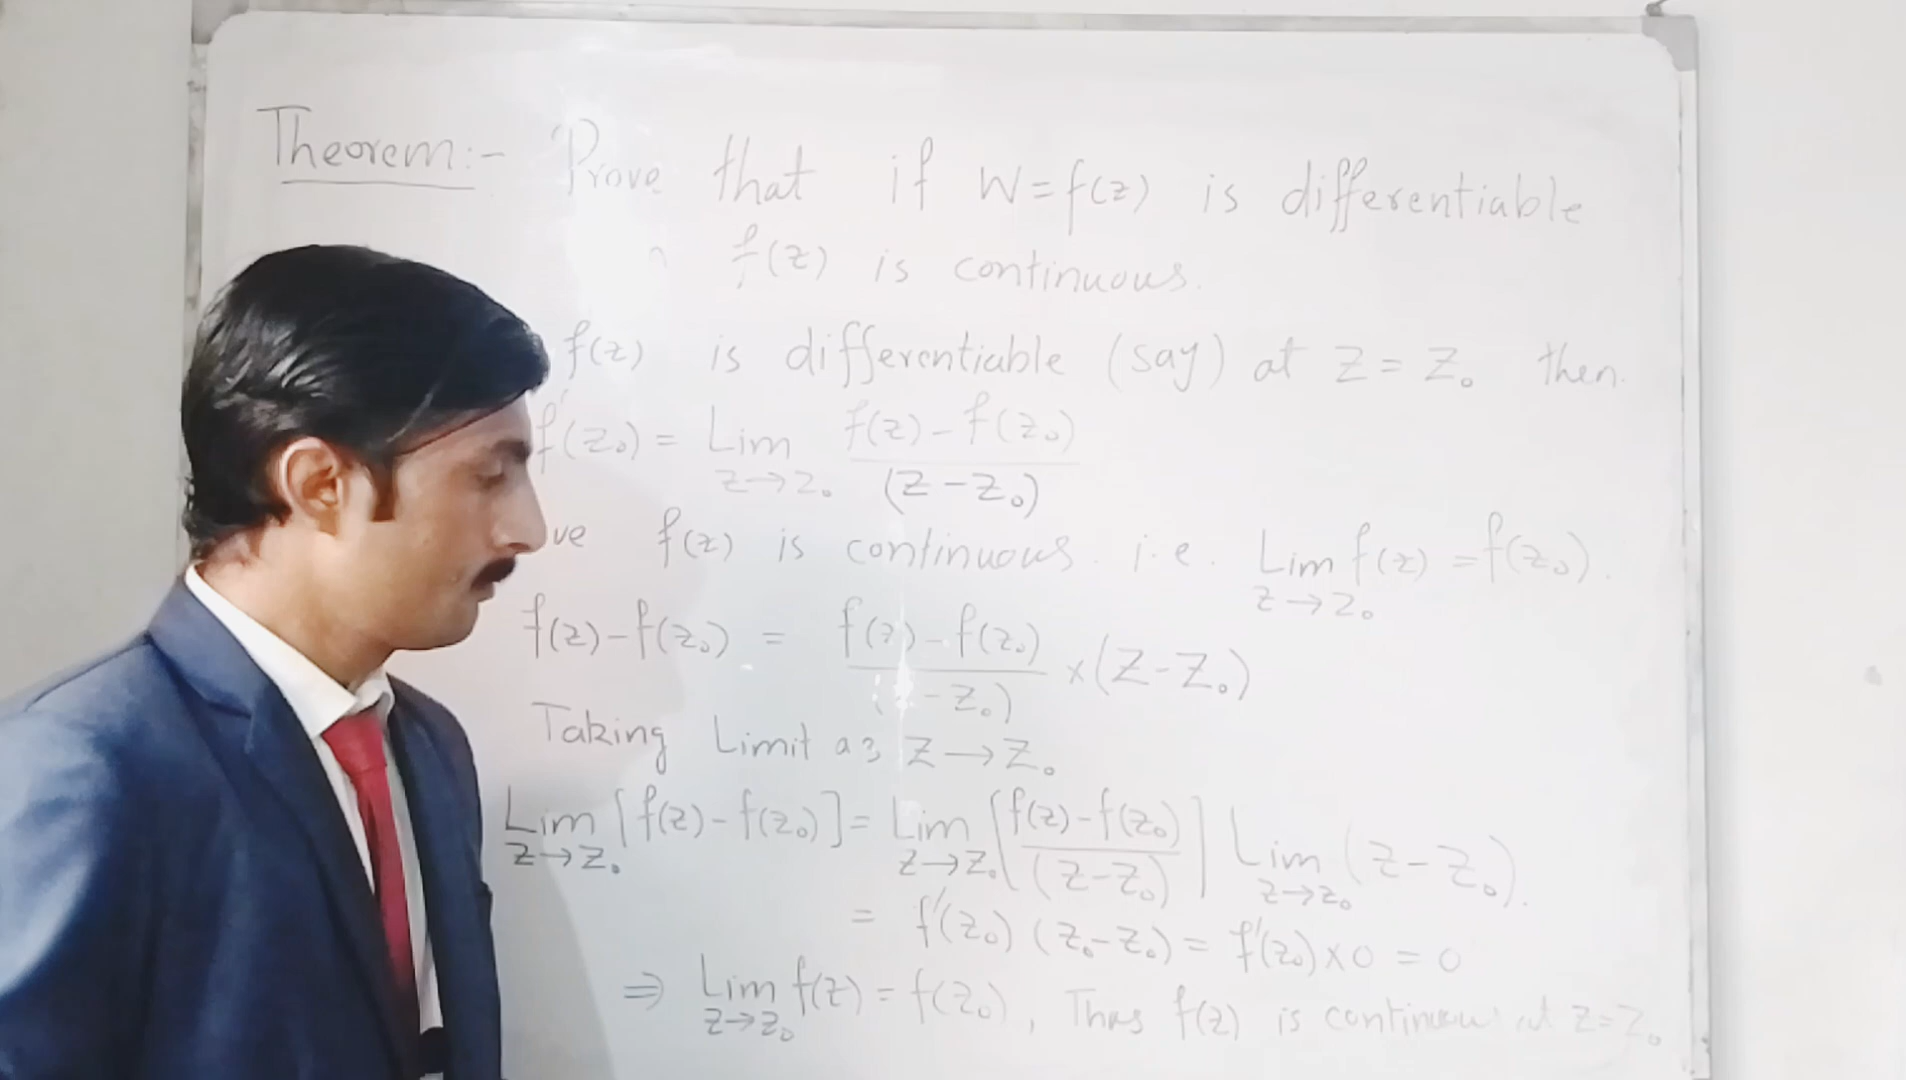 Theorem:- Prove that if W=f(z) is differentiable
f(z) is continuous.
f(z) is differentiable (say) at z = z₀ then.
f'(z₀) = Lim z→z₀ f(z)-f(z₀) / (z-z₀)
ve f(z) is continuous. i.e. Lim z→z₀ f(z) = f(z₀).
f(z)-f(z₀) = f(z)-f(z₀) / ( -z₀) × (z-z₀)
Taking Limit as z→z₀
Lim z→z₀ [f(z)-f(z₀)] = Lim z→z₀ [f(z)-f(z₀) / (z-z₀)] Lim z→z₀ (z-z₀).
= f'(z₀) (z₀-z₀) = f'(z₀)×0 = 0
⇒ Lim z→z₀ f(z) = f(z₀), Thus f(z) is continuous at z=z₀